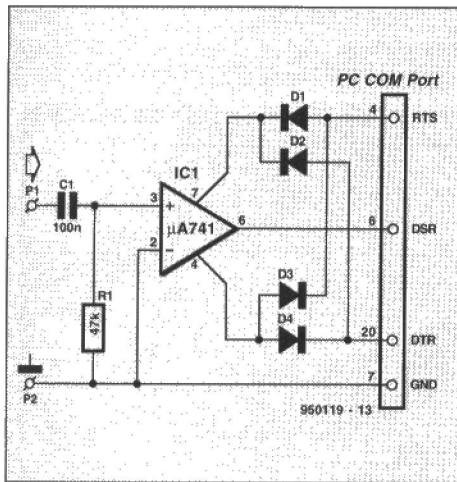 PC COM Port
D1
4
RTS
D2
IC1
7
P1
C1
3
+
6
6
DSR
100n
µA741
2
−
4
D3
R1
47k
D4
20
DTR
7
GND
P2
950119 - 13